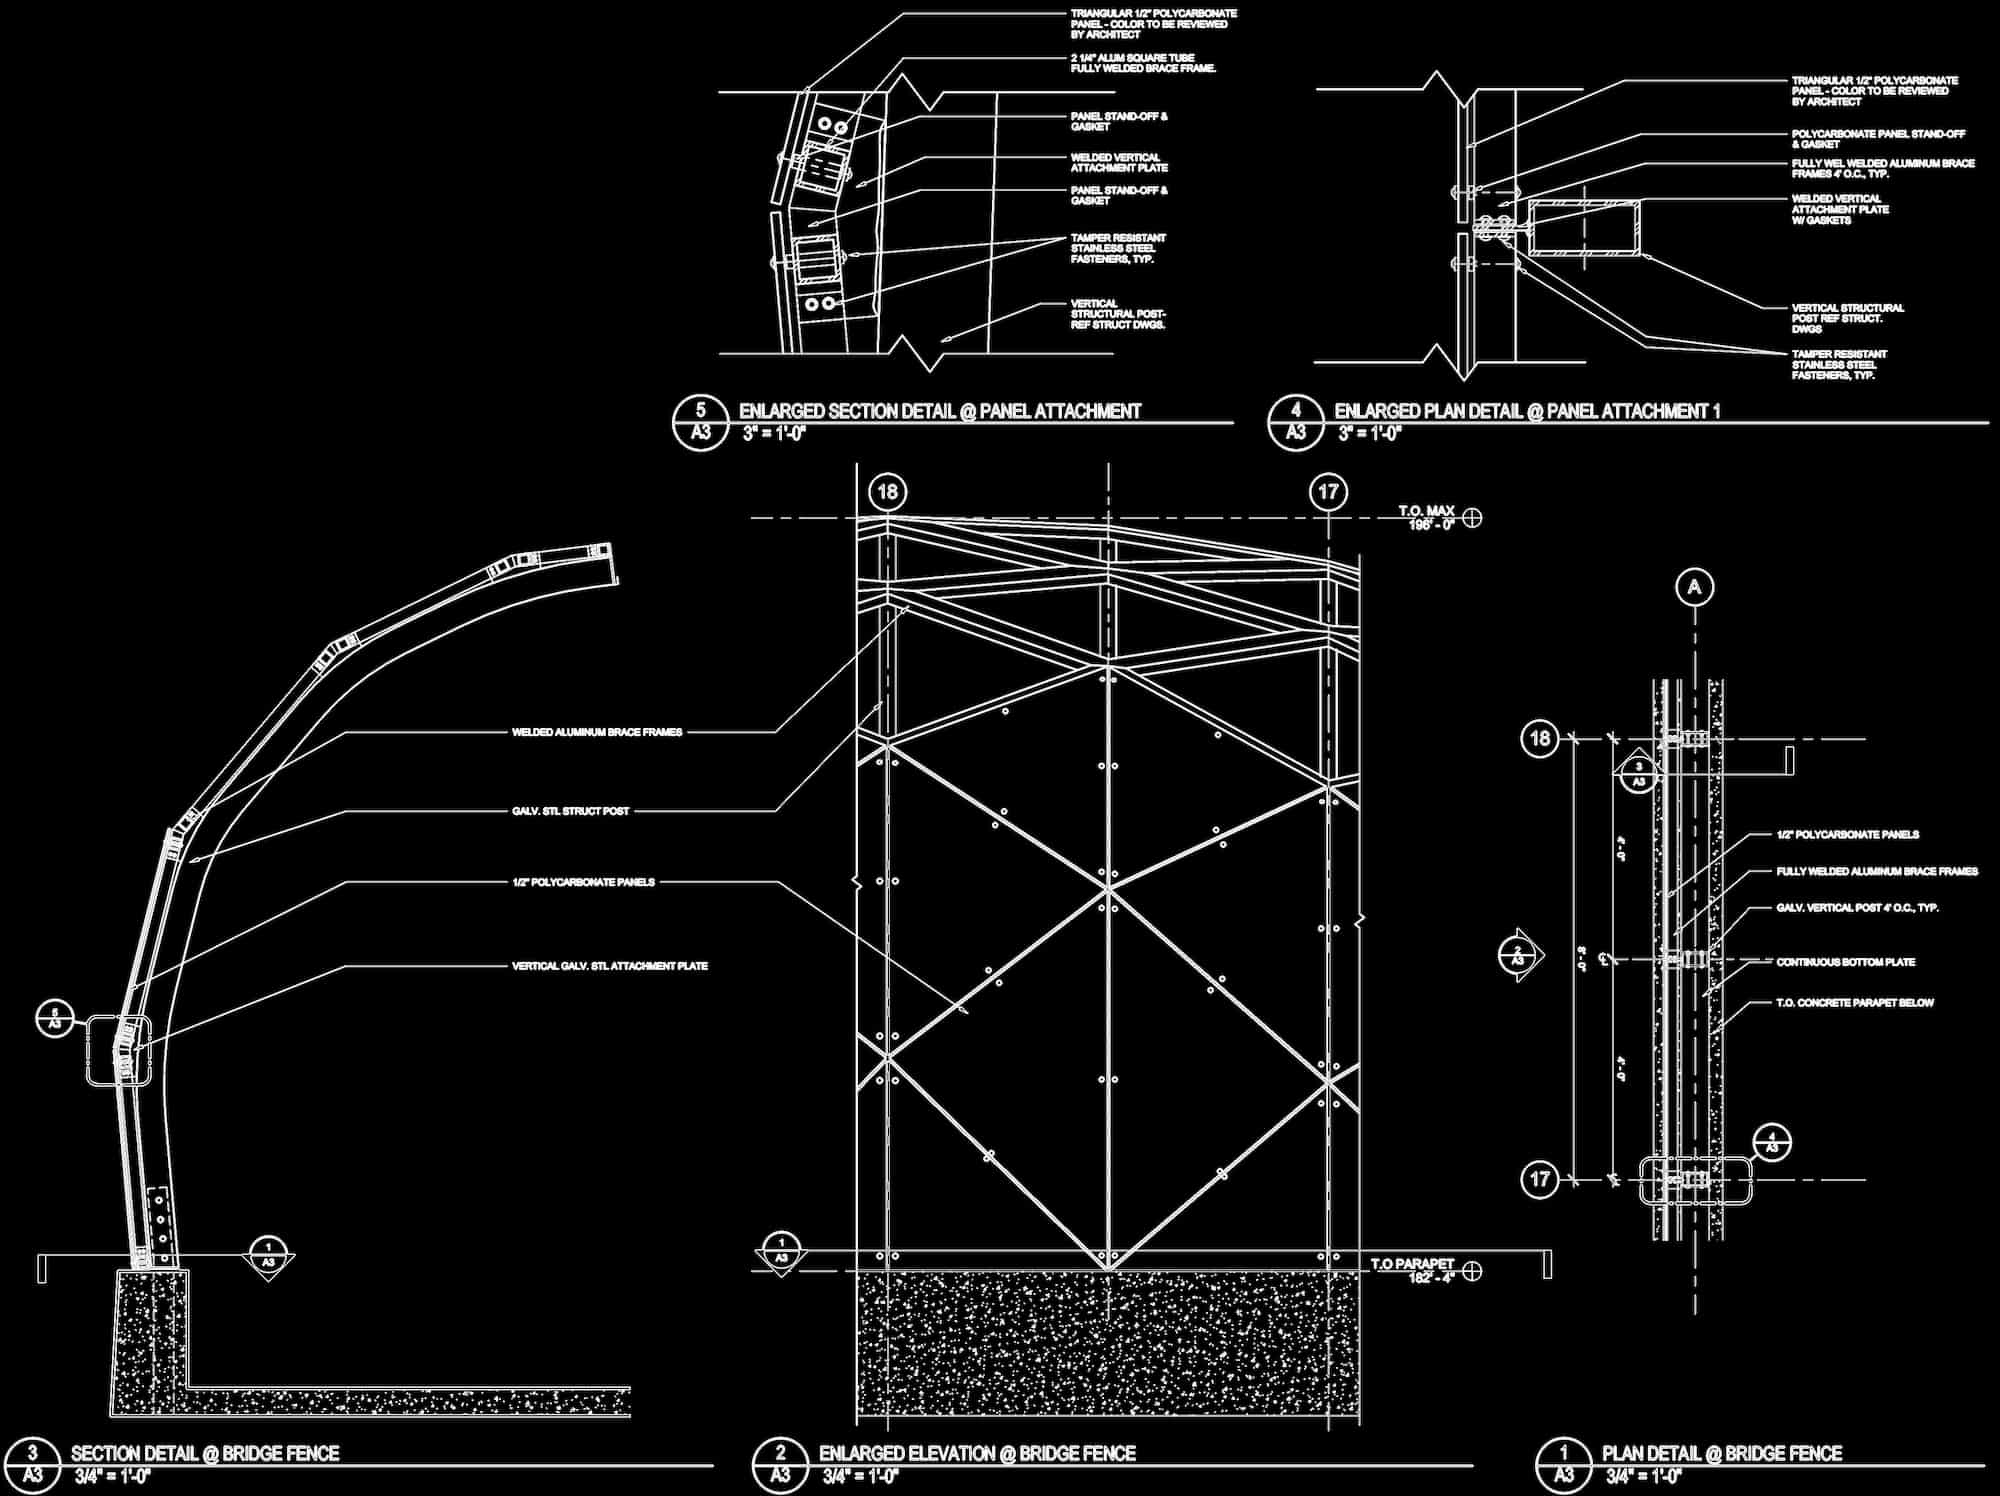 TRIANGULAR 1/2" POLYCARBONATE
PANEL - COLOR TO BE REVIEWED
BY ARCHITECT
2 1/4" ALUM SQUARE TUBE
FULLY WELDED BRACE FRAME.
PANEL STAND-OFF &
GASKET
WELDED VERTICAL
ATTACHMENT PLATE
PANEL STAND-OFF &
GASKET
TAMPER RESISTANT
STAINLESS STEEL
FASTENERS, TYP.
VERTICAL
STRUCTURAL POST-
REF STRUCT DWGS.
5
A3
ENLARGED SECTION DETAIL @ PANEL ATTACHMENT
3" = 1'-0"
TRIANGULAR 1/2" POLYCARBONATE
PANEL - COLOR TO BE REVIEWED
BY ARCHITECT
POLYCARBONATE PANEL STAND-OFF
& GASKET
FULLY WEL WELDED ALUMINUM BRACE
FRAMES 4' O.C., TYP.
WELDED VERTICAL
ATTACHMENT PLATE
W/ GASKETS
VERTICAL STRUCTURAL
POST REF STRUCT.
DWGS
TAMPER RESISTANT
STAINLESS STEEL
FASTENERS, TYP.
4
A3
ENLARGED PLAN DETAIL @ PANEL ATTACHMENT 1
3" = 1'-0"
WELDED ALUMINUM BRACE FRAMES
GALV. STL STRUCT POST
1/2" POLYCARBONATE PANELS
VERTICAL GALV. STL ATTACHMENT PLATE
5
A3
1
A3
3
A3
SECTION DETAIL @ BRIDGE FENCE
3/4" = 1'-0"
18
17
T.O. MAX
196' - 0"
1
A3
T.O PARAPET
182' - 4"
2
A3
ENLARGED ELEVATION @ BRIDGE FENCE
3/4" = 1'-0"
A
18
3
A3
4'-0"
1/2" POLYCARBONATE PANELS
FULLY WELDED ALUMINUM BRACE FRAMES
GALV. VERTICAL POST 4' O.C., TYP.
2
A3
8'-0"
CONTINUOUS BOTTOM PLATE
T.O. CONCRETE PARAPET BELOW
4'-0"
4
A3
17
1
A3
PLAN DETAIL @ BRIDGE FENCE
3/4" = 1'-0"